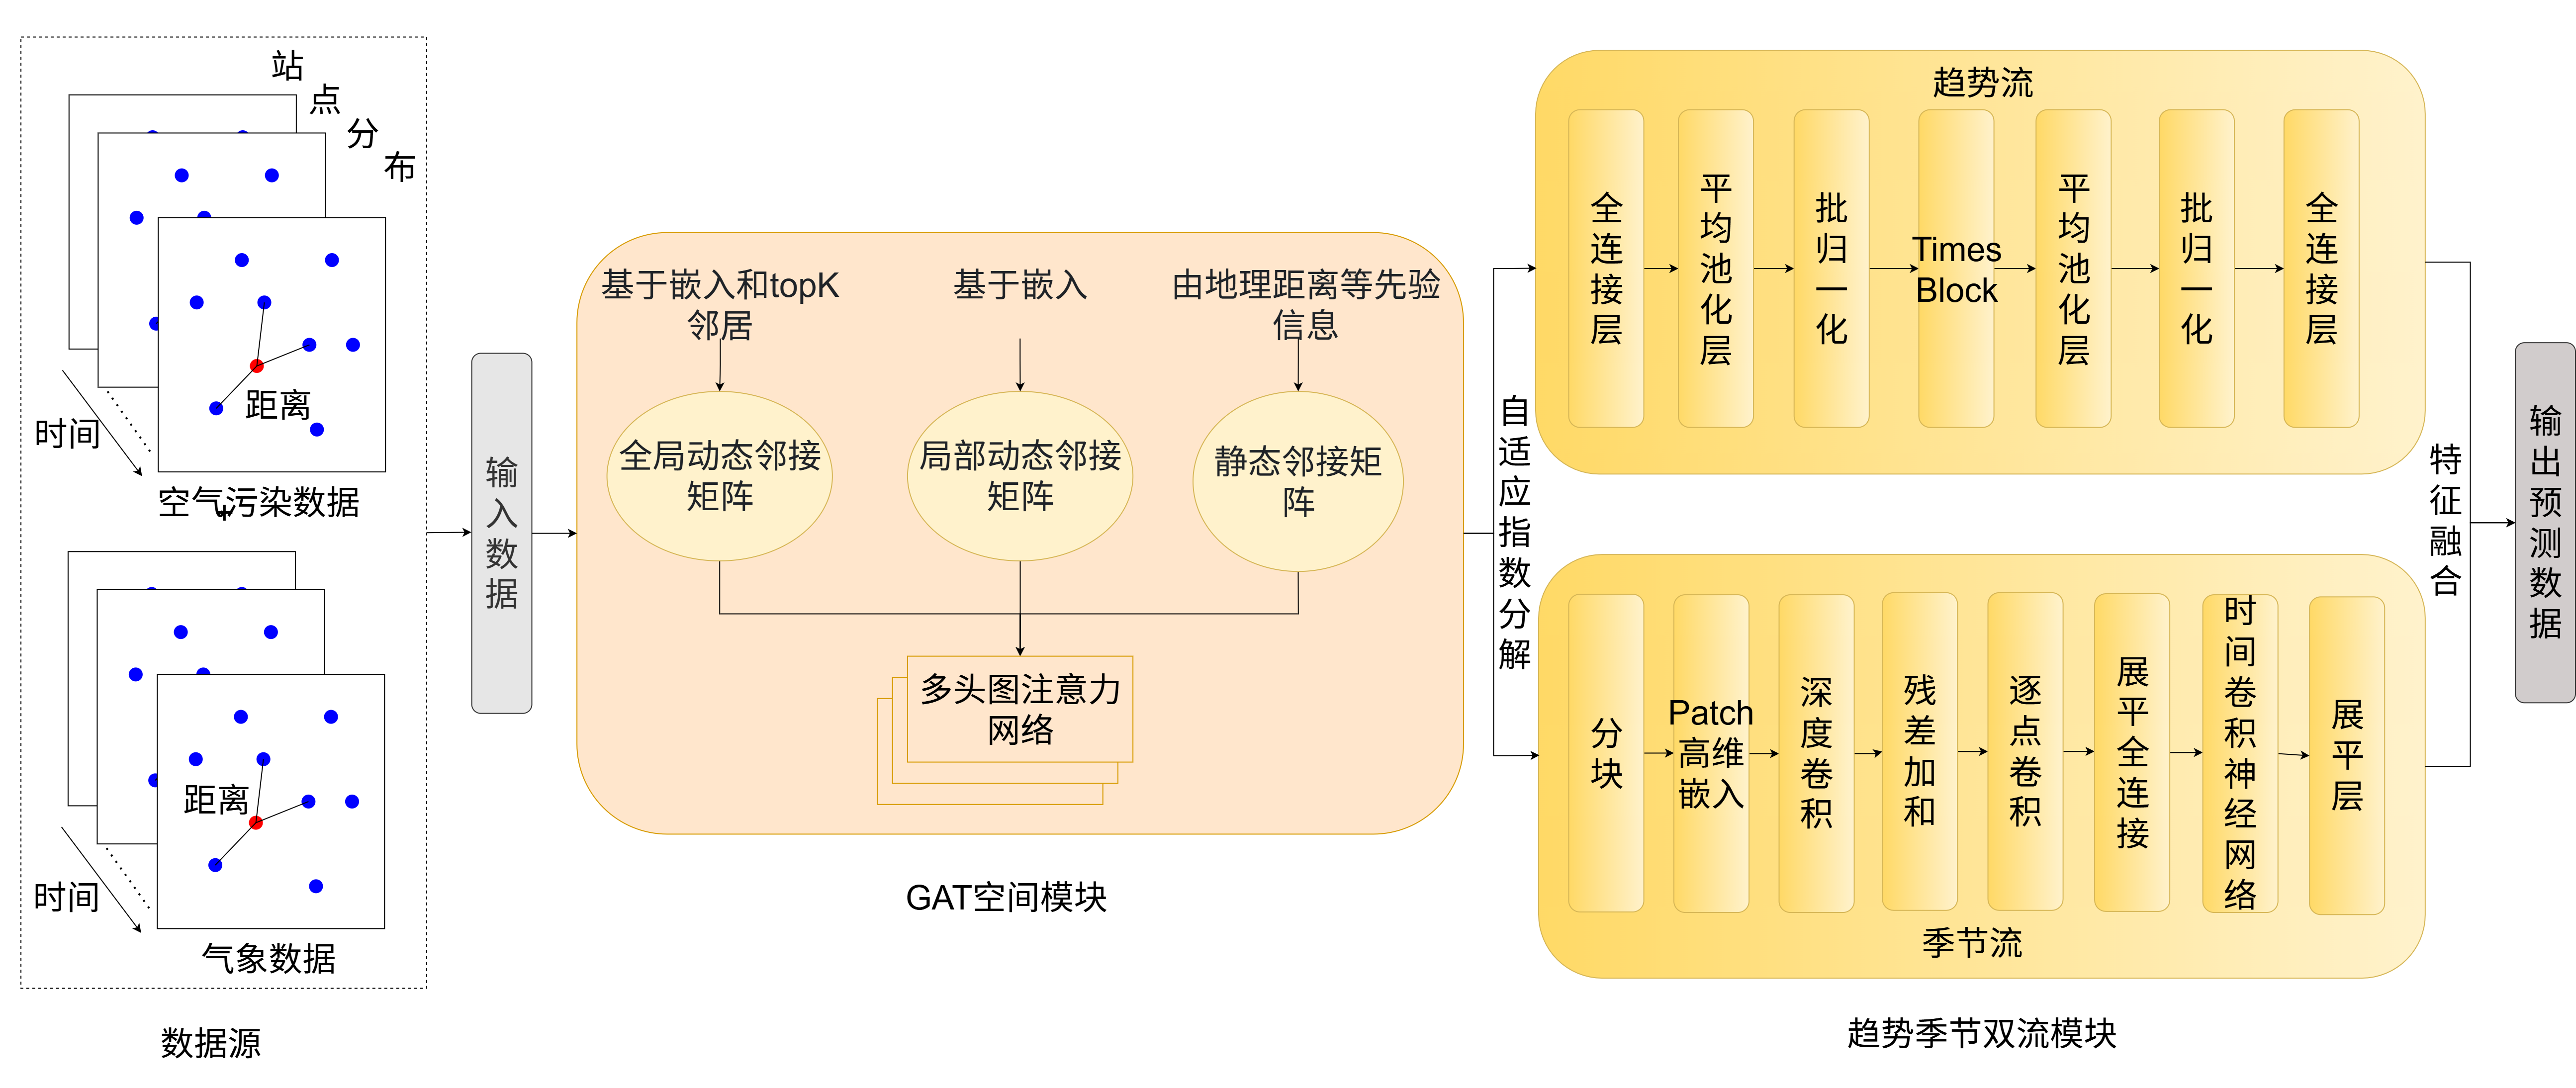 站点分布
距离
时间
空气污染数据
+
距离
时间
气象数据
数据源
输入数据
基于嵌入和topK
邻居
基于嵌入
由地理距离等先验
信息
全局动态邻接
矩阵
局部动态邻接
矩阵
静态邻接矩
阵
多头图注意力
网络
GAT空间模块
自适应指数分解
趋势流
全连接层
平均池化层
批归一化
Times
Block
平均池化层
批归一化
全连接层
分块
Patch
高维
嵌入
深度卷积
残差加和
逐点卷积
展平全连接
时间卷积神经网络
展平层
季节流
趋势季节双流模块
特征融合
输出预测数据